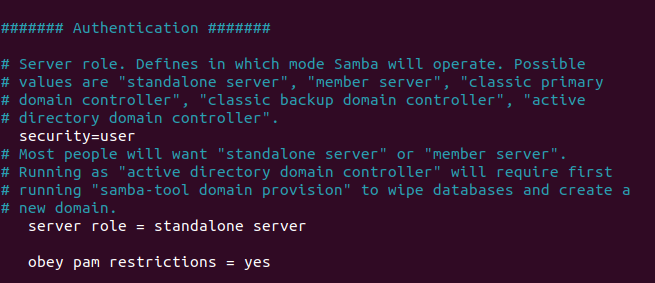 ####### Authentication #######
# Server role. Defines in which mode Samba will operate. Possible
# values are "standalone server", "member server", "classic primary
# domain controller", "classic backup domain controller", "active
# directory domain controller".
security=user
# Most people will want "standalone server" or "member server".
# Running as "active directory domain controller" will require first
# running "samba-tool domain provision" to wipe databases and create a
# new domain.
server role = standalone server
obey pam restrictions = yes